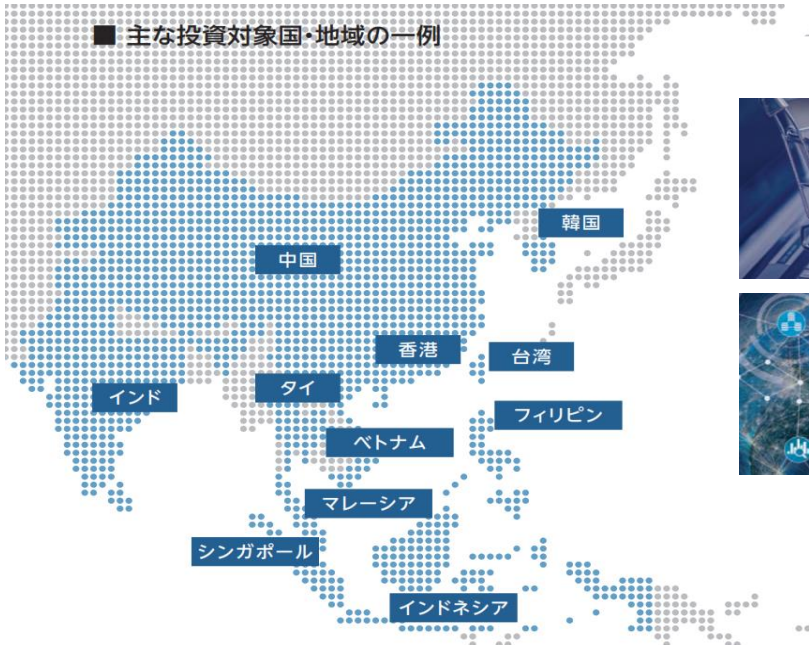 ■ 主な投資対象国・地域の一例
韓国
中国
香港
台湾
インド
タイ
フィリピン
ベトナム
マレーシア
シンガポール
インドネシア